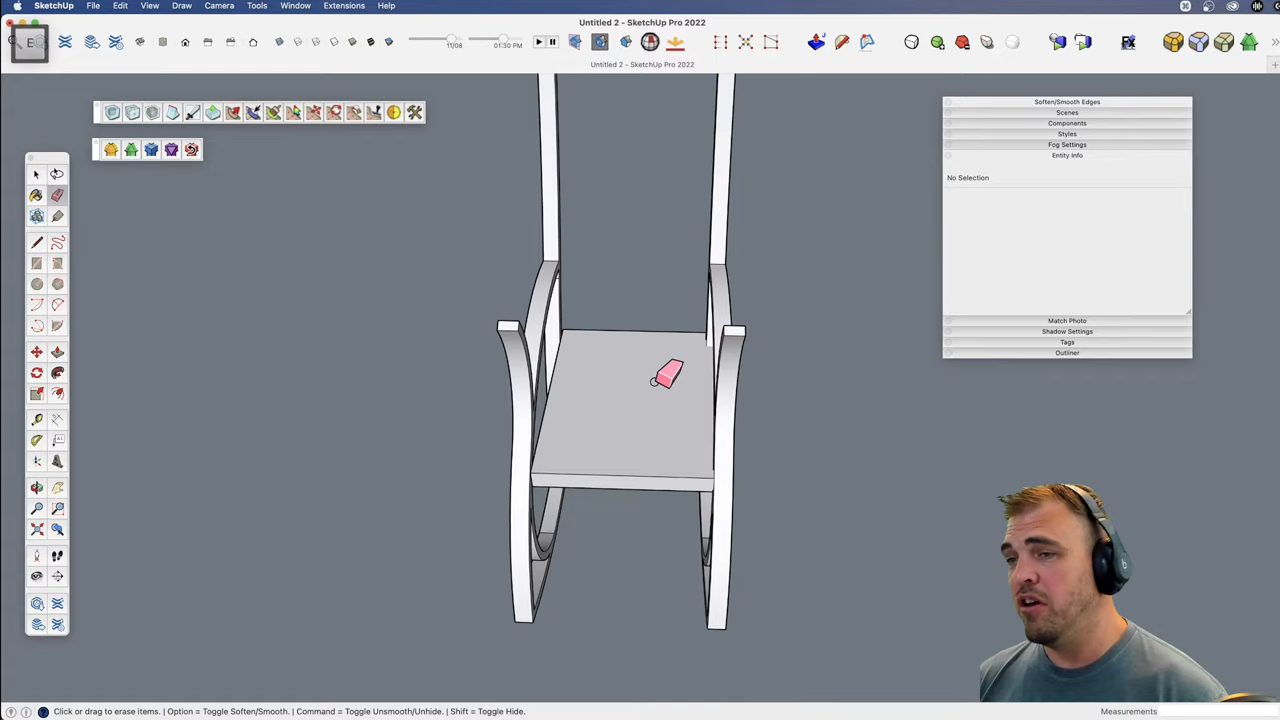 SketchUp File Edit View Draw Camera Tools Window Extensions Help
Untitled 2 - SketchUp Pro 2022
E
11/08 01:30 PM
Untitled 2 - SketchUp Pro 2022
Soften/Smooth Edges
Scenes
Components
Styles
Fog Settings
Entity Info
No Selection
Match Photo
Shadow Settings
Tags
Outliner
Click or drag to erase items. | Option = Toggle Soften/Smooth. | Command = Toggle Unsmooth/Unhide. | Shift = Toggle Hide.
Measurements